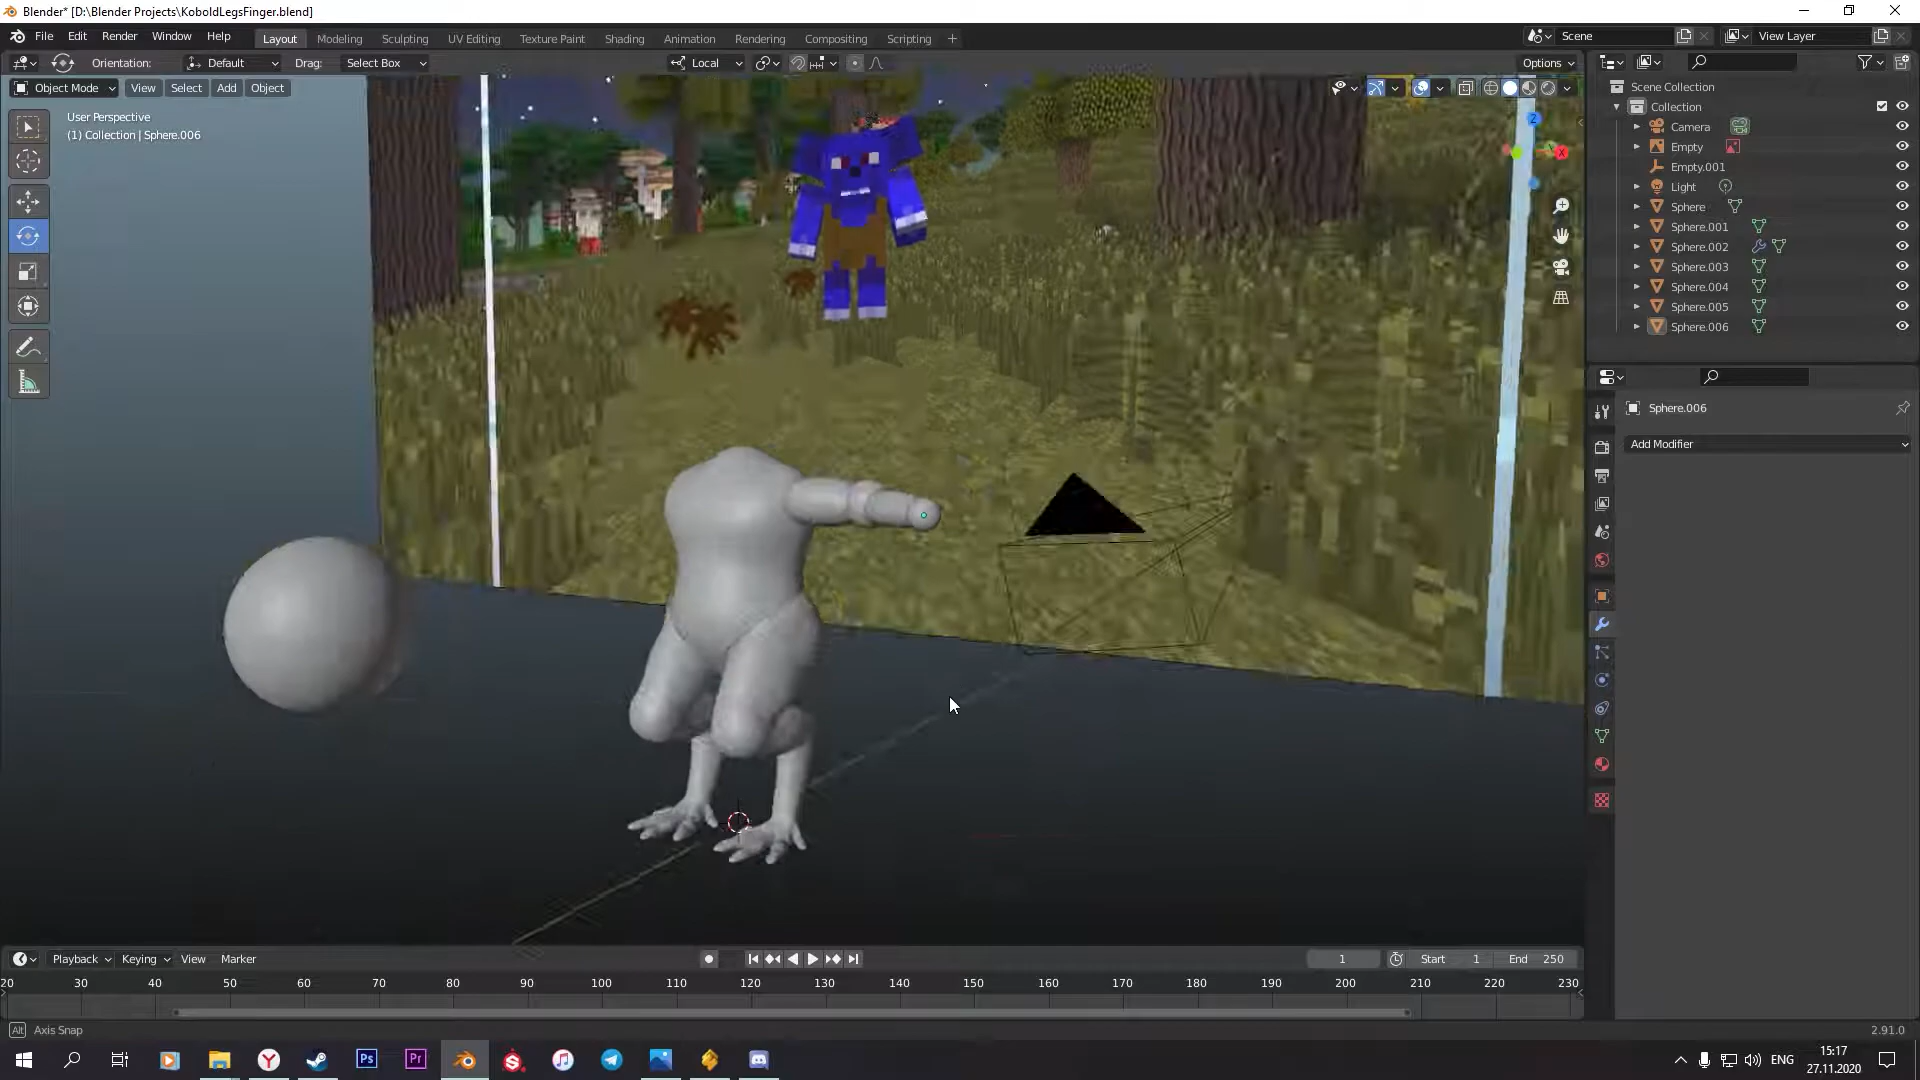 Blender* [D:\Blender Projects\KoboldLegsFinger.blend]
File Edit Render Window Help
Layout Modeling Sculpting UV Editing Texture Paint Shading Animation Rendering Compositing Scripting +
Scene
View Layer
Orientation: Default Drag: Select Box
Local
Options
Object Mode View Select Add Object
User Perspective
(1) Collection | Sphere.006
Z
X
Scene Collection
Collection
Camera
Empty
Empty.001
Light
Sphere
Sphere.001
Sphere.002
Sphere.003
Sphere.004
Sphere.005
Sphere.006
Sphere.006
Add Modifier
Playback Keying View Marker
1
Start 1 End 250
20 30 40 50 60 70 80 90 100 110 120 130 140 150 160 170 180 190 200 210 220 230
Alt Axis Snap
2.91.0
Ps
Pr
ENG
15:17
27.11.2020